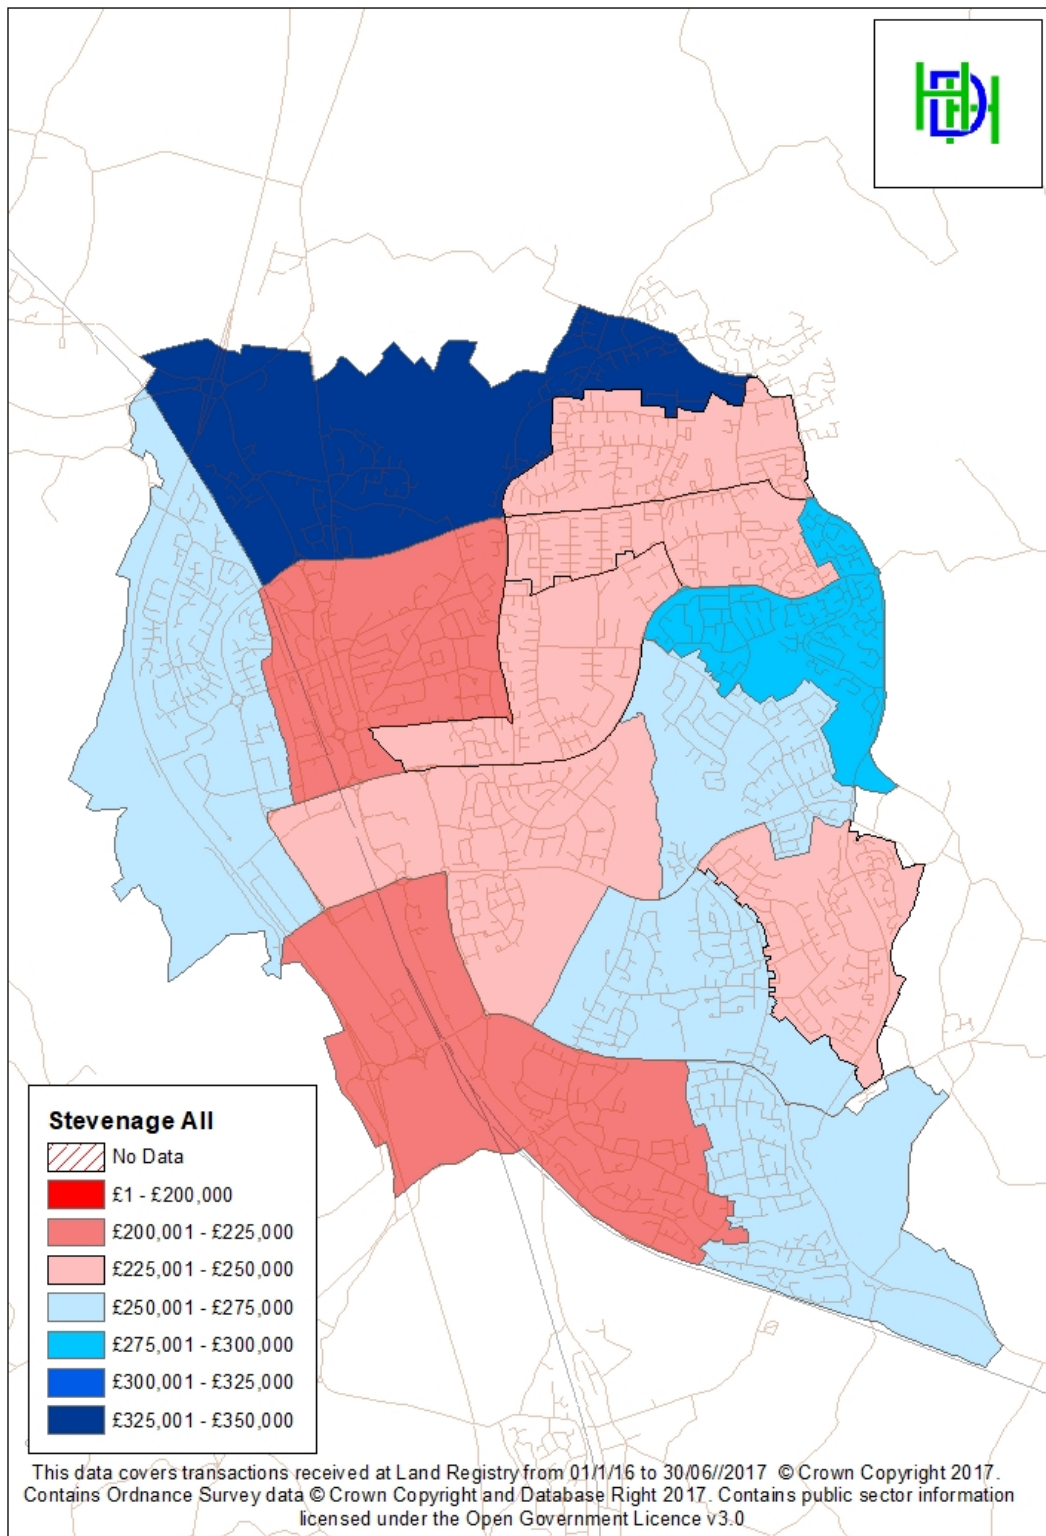 HDH
Stevenage All
No Data
£1 - £200,000
£200,001 - £225,000
£225,001 - £250,000
£250,001 - £275,000
£275,001 - £300,000
£300,001 - £325,000
£325,001 - £350,000
This data covers transactions received at Land Registry from 01/1/16 to 30/06//2017 © Crown Copyright 2017.
Contains Ordnance Survey data © Crown Copyright and Database Right 2017. Contains public sector information
licensed under the Open Government Licence v3.0